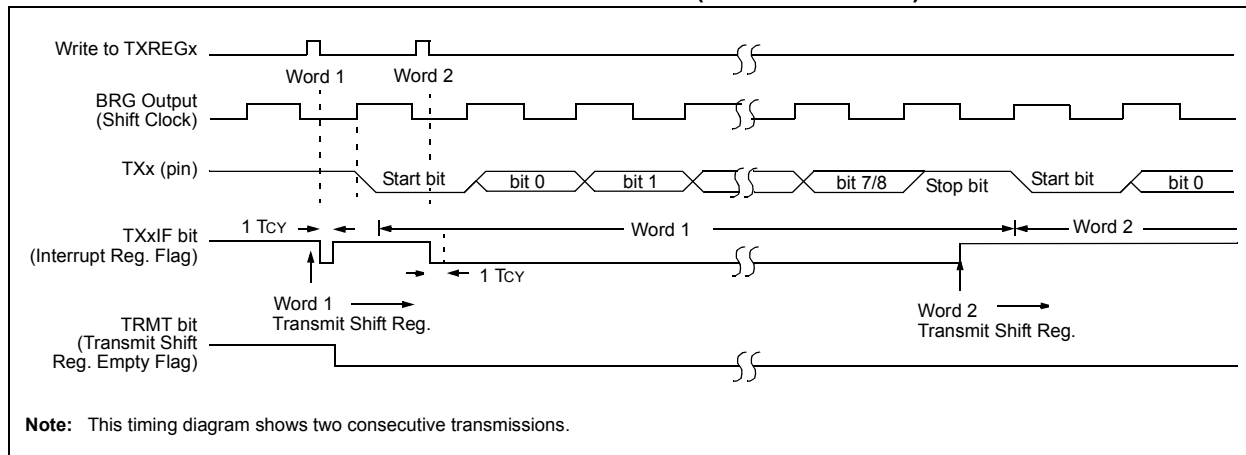 Write to TXREGx
Word 1
Word 2
BRG Output
(Shift Clock)
TXx (pin)
Start bit
bit 0
bit 1
bit 7/8
Stop bit
Start bit
bit 0
1 TCY
TXxIF bit
(Interrupt Reg. Flag)
Word 1
Word 2
1 TCY
Word 1
Transmit Shift Reg.
Word 2
Transmit Shift Reg.
TRMT bit
(Transmit Shift
Reg. Empty Flag)
Note: This timing diagram shows two consecutive transmissions.